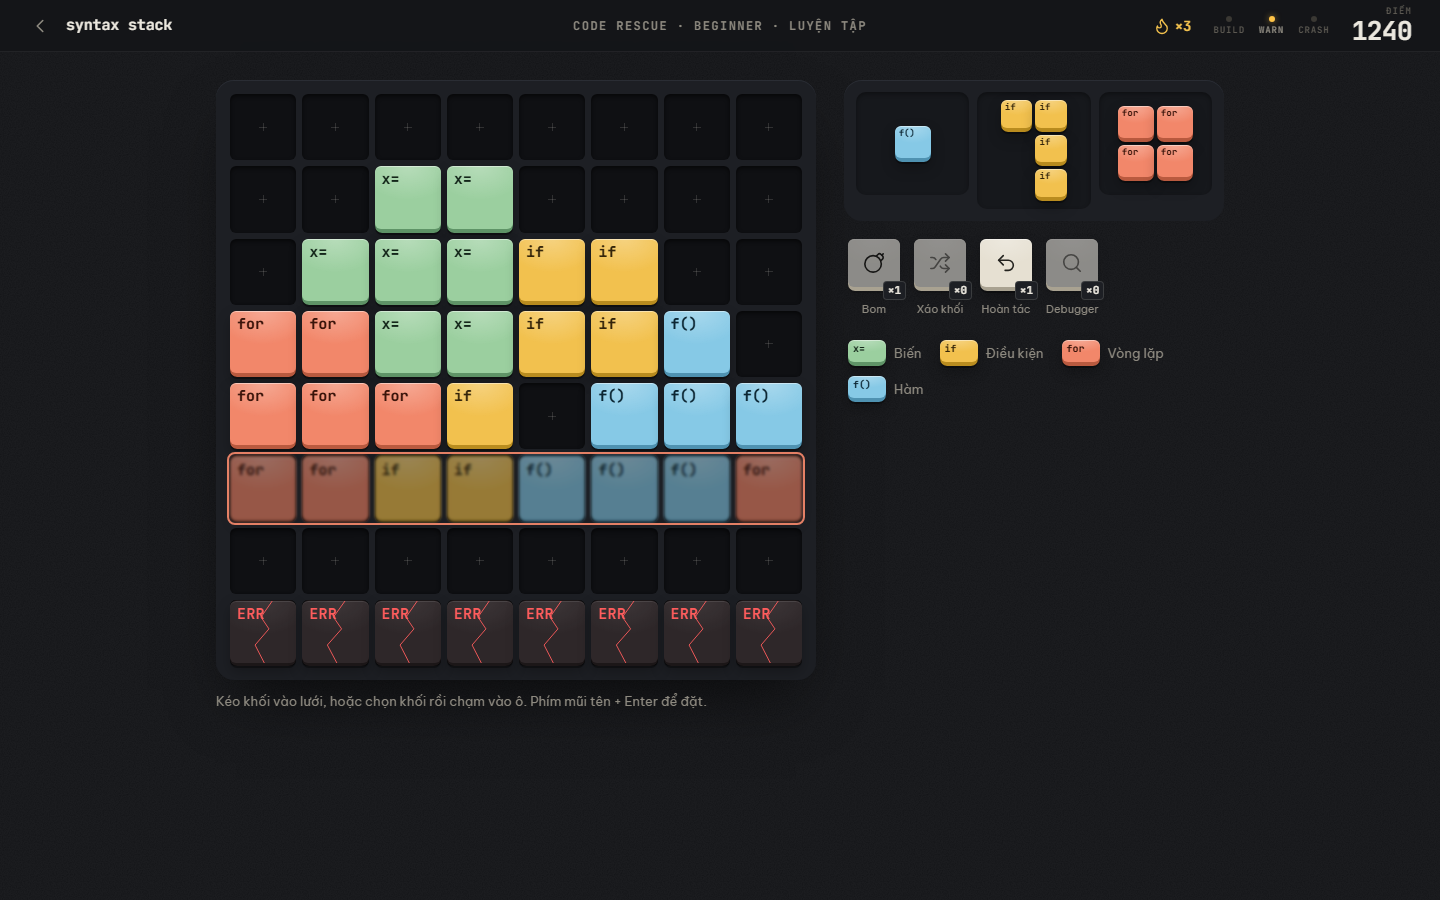 syntax stack
CODE RESCUE · BEGINNER · LUYỆN TẬP
×3
BUILD WARN CRASH
ĐIỂM
1240
x= x=
x= x= x= if if
for for x= x= if if f()
for for for if f() f() f()
for for if if f() f() f() for
ERR ERR ERR ERR ERR ERR ERR ERR
Kéo khối vào lưới, hoặc chọn khối rồi chạm vào ô. Phím mũi tên + Enter để đặt.
f()
if if
if
if
for for
for for
×1 ×0 ×1 ×0
Bom Xáo khối Hoàn tác Debugger
x= Biến if Điều kiện for Vòng lặp
f() Hàm